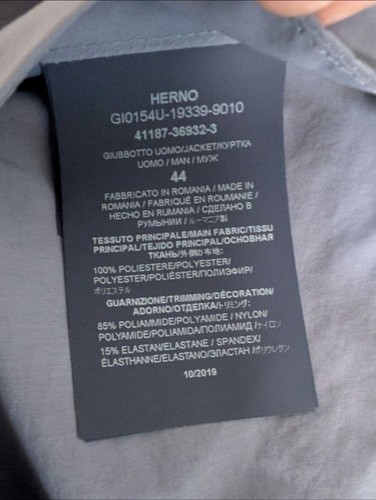 HERNO
GI0154U-19339-9010
41187-36932-3
GIUBBOTTO UOMO/JACKET/КУРТКА
UOMO / MAN / МУЖ
44
FABBRICATO IN ROMANIA / MADE IN
ROMANIA / FABRIQUÉ EN ROUMANIE /
HECHO EN RUMANIA / СДЕЛАНО В
РУМЫНИИ / ルーマニア製
TESSUTO PRINCIPALE/MAIN FABRIC/TISSU
PRINCIPAL/TEJIDO PRINCIPAL/ОСНОВНАЯ
ТКАНЬ/外側の布地:
100% POLIESTERE/POLYESTER/
POLYESTER/POLIÉSTER/ПОЛИЭФИР/
ポリエステル
GUARNIZIONE/TRIMMING/DÉCORATION/
ADORNO/ОТДЕЛКА/トリミング:
85% POLIAMMIDE/POLYAMIDE / NYLON/
POLYAMIDE/POLIAMIDA/ПОЛИАМИД /ナイロン
15% ELASTAN/ELASTANE / SPANDEX/
ÉLASTHANNE/ELASTANO/ЭЛАСТАН /ポリウレタン
10/2019